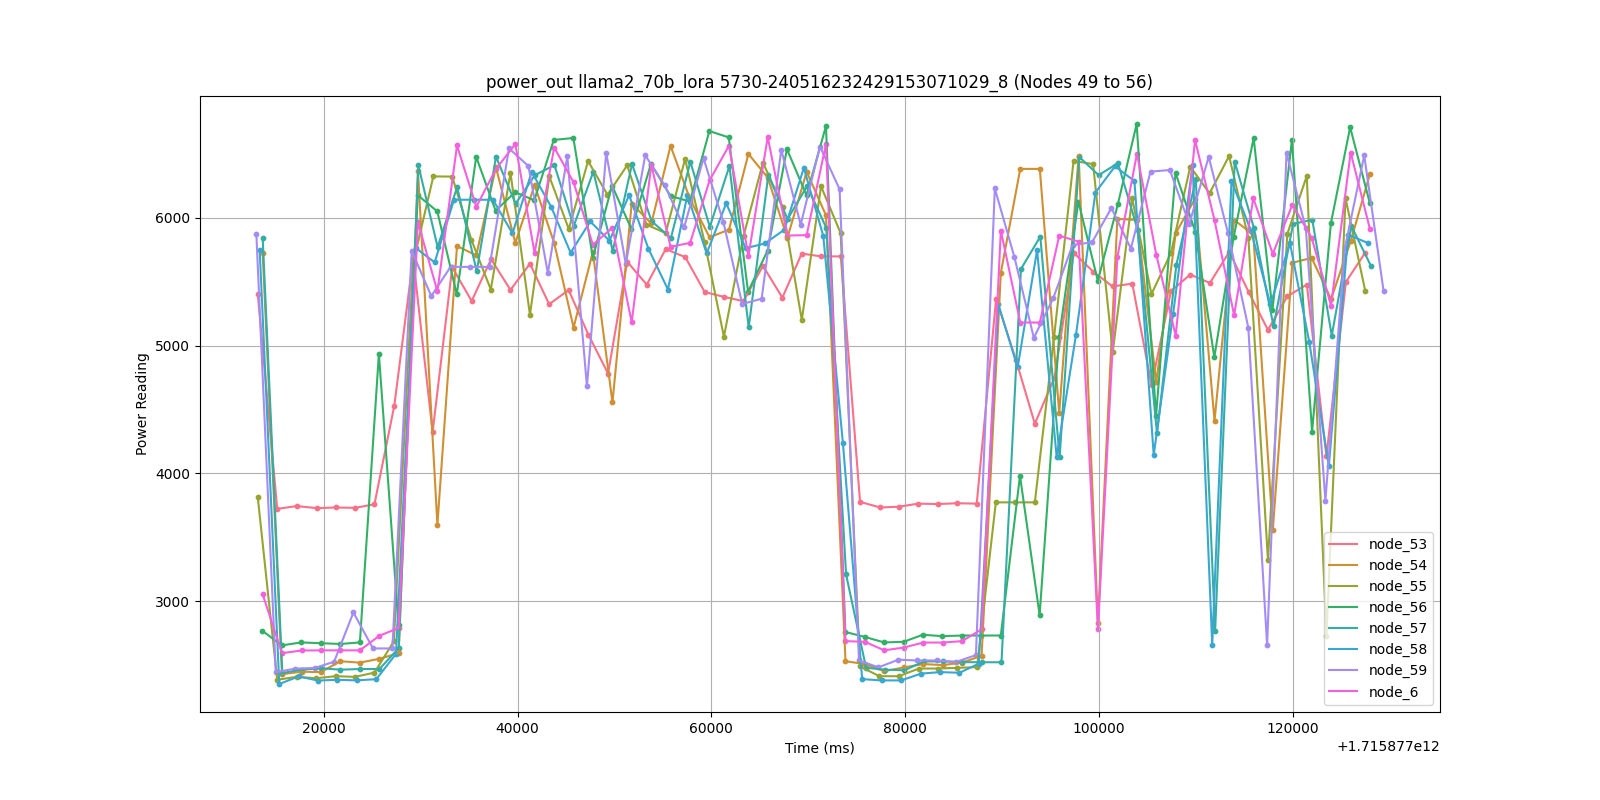 power_out llama2_70b_lora 5730-240516232429153071029_8 (Nodes 49 to 56)
Power Reading
6000
5000
4000
3000
20000
40000
60000
80000
100000
120000
Time (ms)
+1.715877e12
node_53
node_54
node_55
node_56
node_57
node_58
node_59
node_6